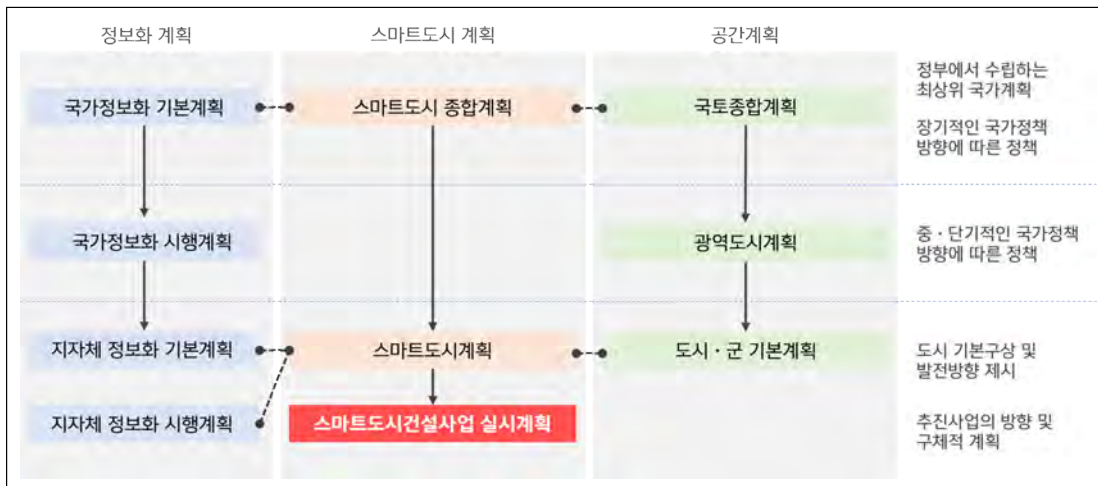 정보화 계획
스마트도시 계획
공간계획
국가정보화 기본계획
스마트도시 종합계획
국토종합계획
정부에서 수립하는
최상위 국가계획
장기적인 국가정책
방향에 따른 정책
국가정보화 시행계획
광역도시계획
중 · 단기적인 국가정책
방향에 따른 정책
지자체 정보화 기본계획
스마트도시계획
도시 · 군 기본계획
도시 기본구상 및
발전방향 제시
지자체 정보화 시행계획
스마트도시건설사업 실시계획
추진사업의 방향 및
구체적 계획